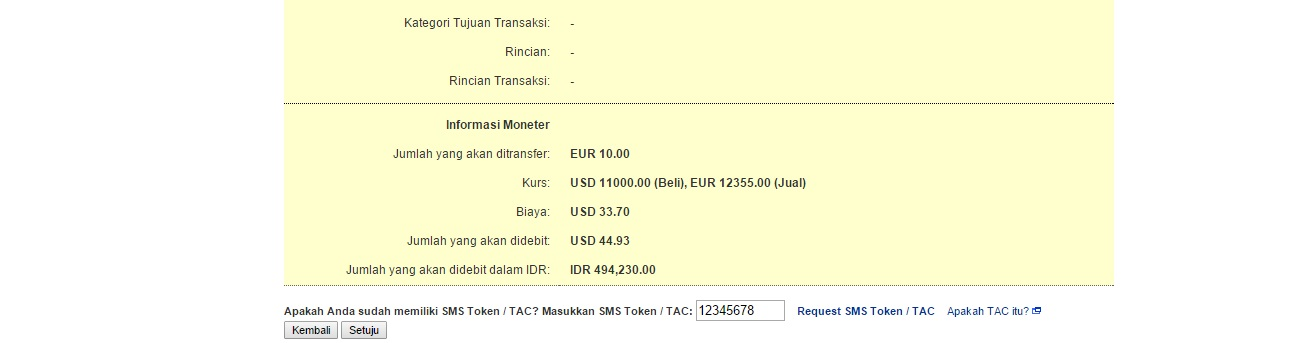 Kategori Tujuan Transaksi: -
Rincian: -
Rincian Transaksi: -
Informasi Moneter
Jumlah yang akan ditransfer: EUR 10.00
Kurs: USD 11000.00 (Beli), EUR 12355.00 (Jual)
Biaya: USD 33.70
Jumlah yang akan didebit: USD 44.93
Jumlah yang akan didebit dalam IDR: IDR 494,230.00
Apakah Anda sudah memiliki SMS Token / TAC? Masukkan SMS Token / TAC: 12345678 Request SMS Token / TAC Apakah TAC itu?
Kembali Setuju